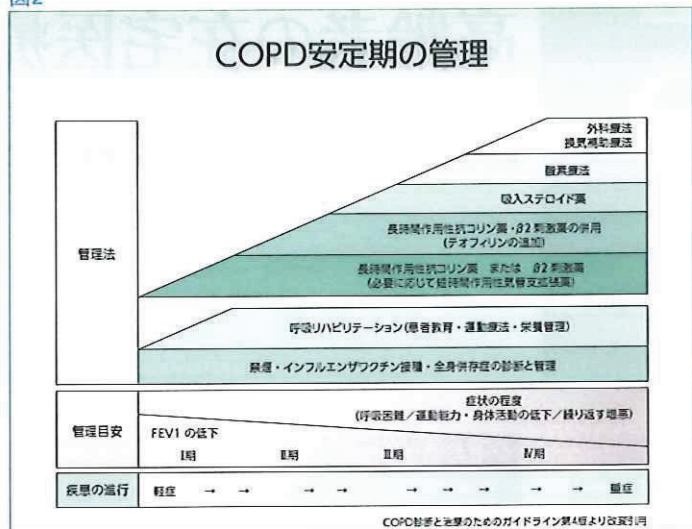 図2
COPD安定期の管理
外科療法
換気補助療法
酸素療法
吸入ステロイド薬
長時間作用性抗コリン薬・β2刺激薬の併用
(テオフィリンの追加)
管理法
長時間作用性抗コリン薬 または β2刺激薬
(必要に応じて短時間作用性気管支拡張薬)
呼吸リハビリテーション(患者教育・運動療法・栄養管理)
禁煙・インフルエンザワクチン接種・全身併存症の診断と管理
症状の程度
(呼吸困難/運動能力・身体活動の低下/繰り返す増悪)
管理目安
FEV1の低下
I期 II期 III期 IV期
疾患の進行 軽症 → → → → → → → → → 重症
COPD診断と治療のためのガイドライン第4版より改変引用